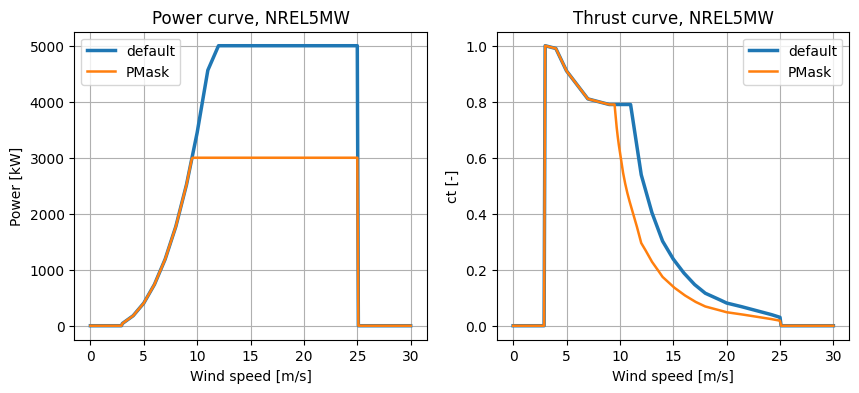 Power curve, NREL5MW
default
PMask
5000
4000
3000
2000
1000
0
Power [kW]
0 5 10 15 20 25 30
Wind speed [m/s]
Thrust curve, NREL5MW
default
PMask
1.0
0.8
0.6
0.4
0.2
0.0
ct [-]
0 5 10 15 20 25 30
Wind speed [m/s]